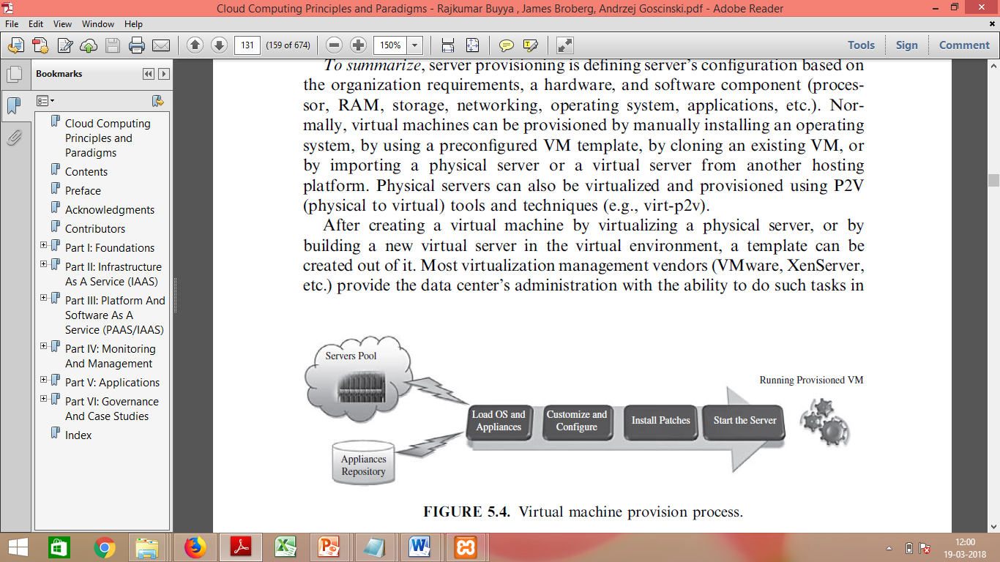 Cloud Computing Principles and Paradigms - Rajkumar Buyya , James Broberg, Andrzej Goscinski.pdf - Adobe Reader
File Edit View Window Help
131 (159 of 674) 150% Tools Sign Comment
Bookmarks
Cloud Computing
Principles and
Paradigms
Contents
Preface
Acknowledgments
Contributors
Part I: Foundations
Part II: Infrastructure
As A Service (IAAS)
Part III: Platform And
Software As A
Service (PAAS/IAAS)
Part IV: Monitoring
And Management
Part V: Applications
Part VI: Governance
And Case Studies
Index
To summarize, server provisioning is defining server's configuration based on
the organization requirements, a hardware, and software component (proces-
sor, RAM, storage, networking, operating system, applications, etc.). Nor-
mally, virtual machines can be provisioned by manually installing an operating
system, by using a preconfigured VM template, by cloning an existing VM, or
by importing a physical server or a virtual server from another hosting
platform. Physical servers can also be virtualized and provisioned using P2V
(physical to virtual) tools and techniques (e.g., virt-p2v).
After creating a virtual machine by virtualizing a physical server, or by
building a new virtual server in the virtual environment, a template can be
created out of it. Most virtualization management vendors (VMware, XenServer,
etc.) provide the data center's administration with the ability to do such tasks in
Servers Pool
Running Provisioned VM
Load OS and
Appliances
Customize and
Configure
Install Patches
Start the Server
Appliances
Repository
FIGURE 5.4. Virtual machine provision process.
12:00
19-03-2018